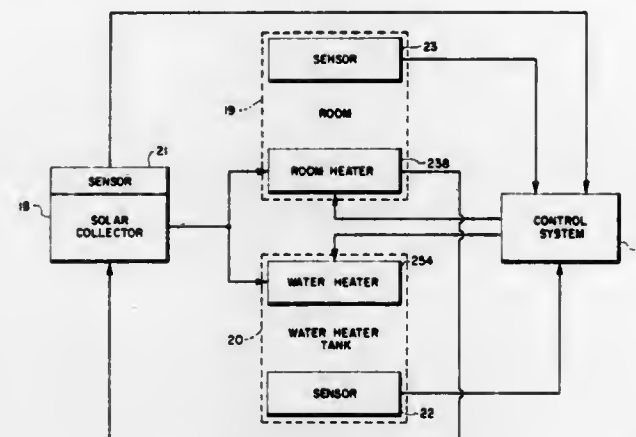 23
SENSOR
19
ROOM
21
SENSOR
ROOM HEATER
238
SOLAR
COLLECTOR
CONTROL
SYSTEM
WATER HEATER
254
20
WATER HEATER
TANK
SENSOR
22